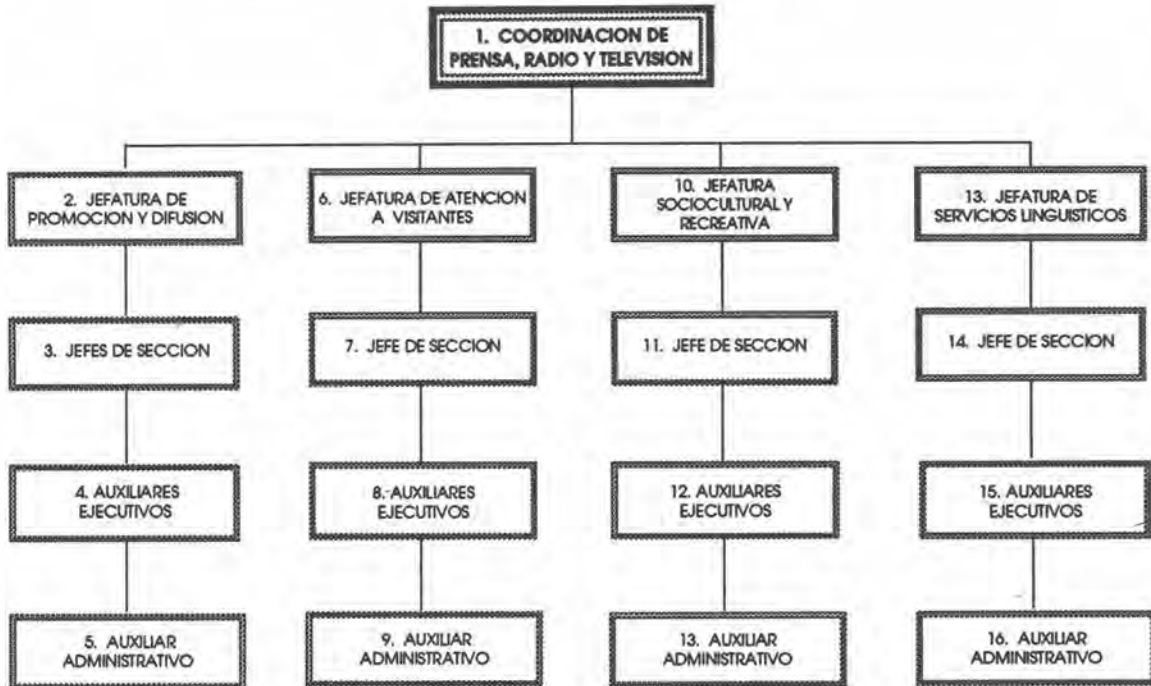 1. COORDINACION DE
PRENSA, RADIO Y TELEVISIÓN
2. JEFATURA DE
PROMOCION Y DIFUSION
6. JEFATURA DE ATENCION
A VISITANTES
10. JEFATURA
SOCIOCULTURAL Y
RECREATIVA
13. JEFATURA DE
SERVICIOS LINGUISTICOS
3. JEFES DE SECCION
7. JEFE DE SECCION
11. JEFE DE SECCION
14. JEFE DE SECCION
4. AUXILIARES
EJECUTIVOS
8. AUXILIARES
EJECUTIVOS
12. AUXILIARES
EJECUTIVOS
15. AUXILIARES
EJECUTIVOS
5. AUXILIAR
ADMINISTRATIVO
9. AUXILIAR
ADMINISTRATIVO
13. AUXILIAR
ADMINISTRATIVO
16. AUXILIAR
ADMINISTRATIVO